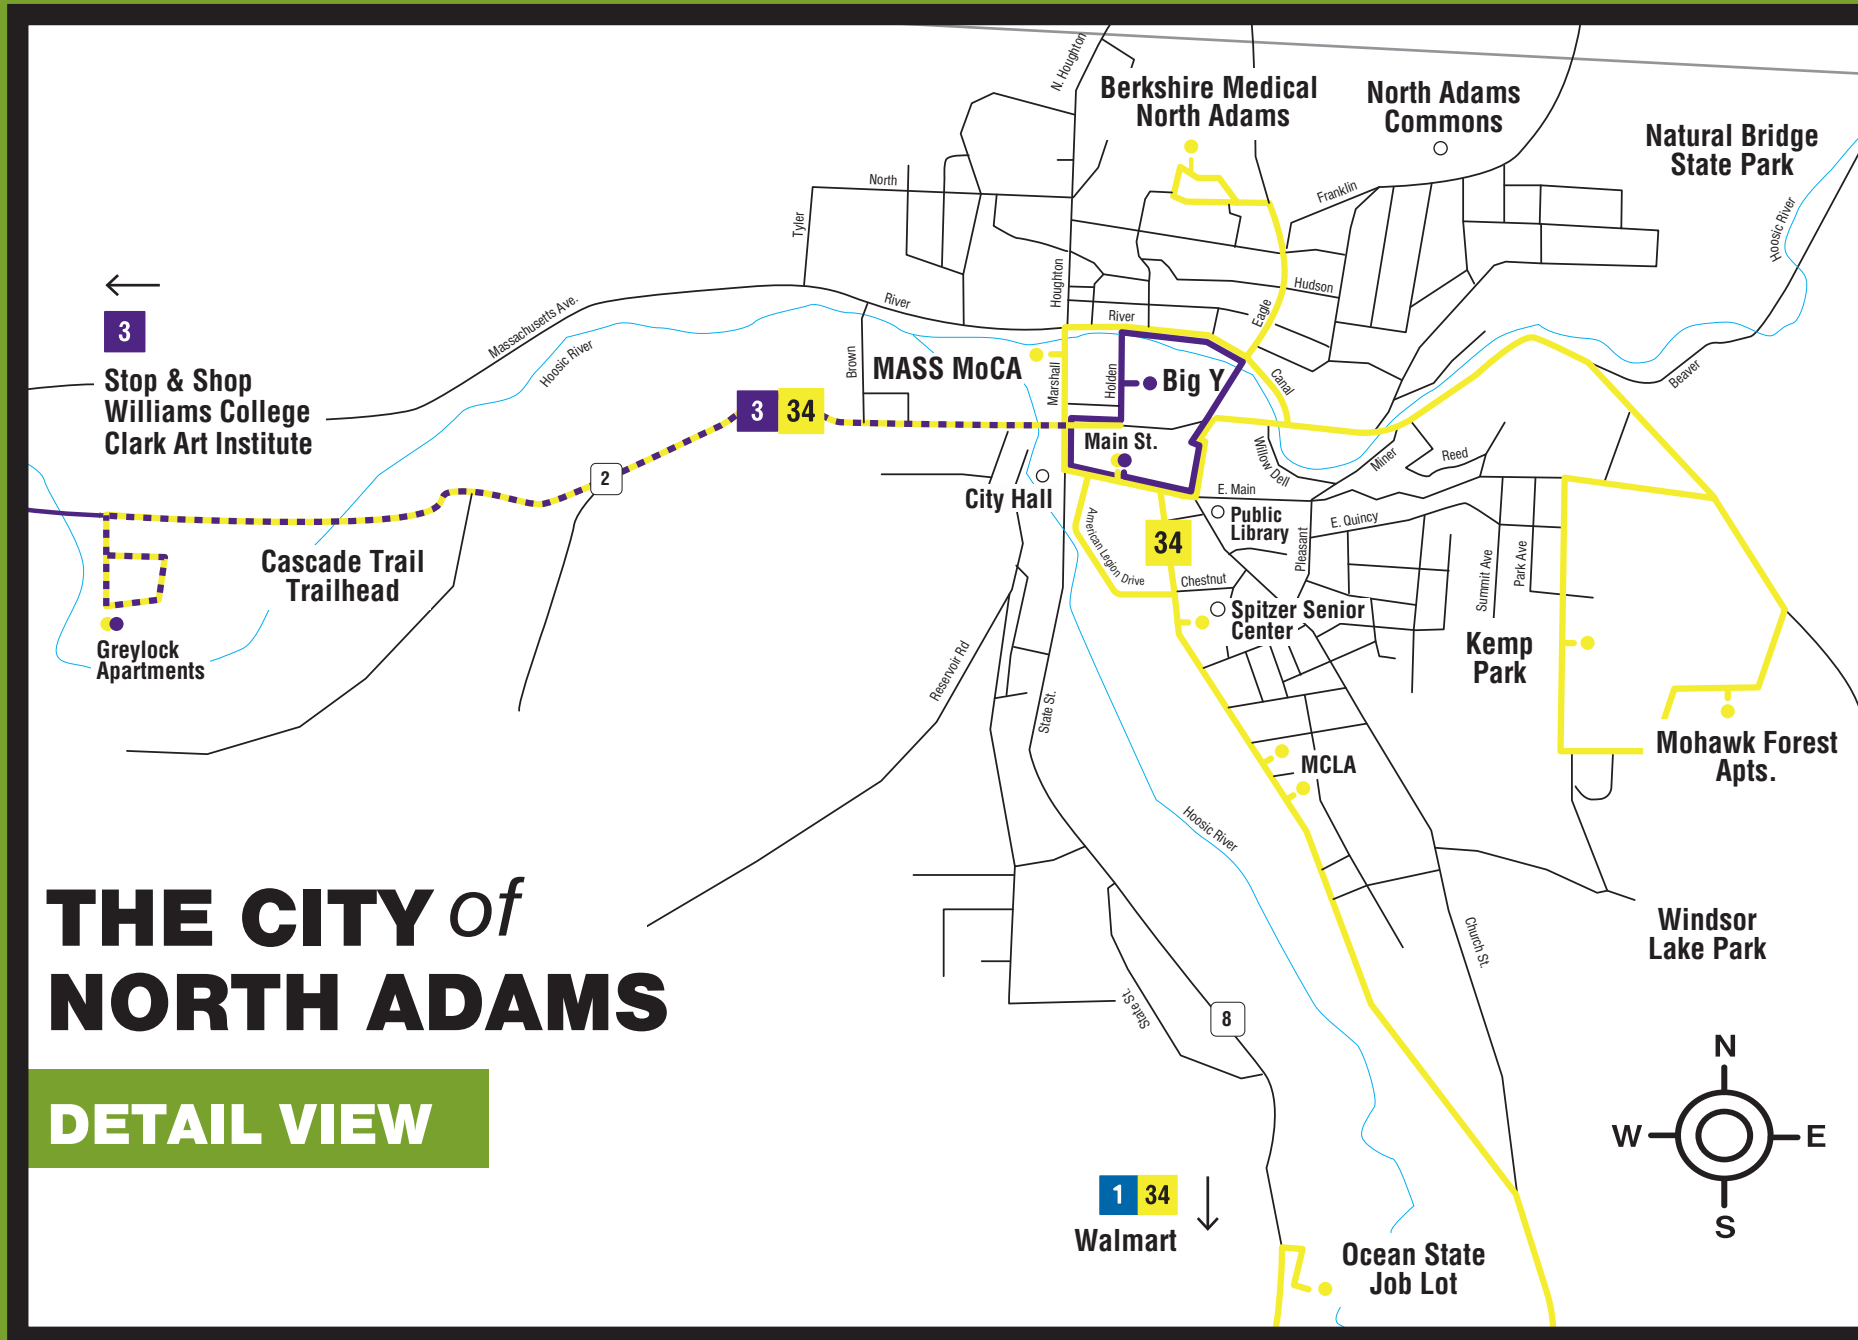 N. Houghton
Berkshire Medical
North Adams
North Adams
Commons
Natural Bridge
State Park
Hoosic River
North
Tyler
Franklin
Houghton
Hudson
Eagle
River
River
Massachusetts Ave.
Hoosic River
3
Stop & Shop
Williams College
Clark Art Institute
Brown
MASS MoCA
Marshall
Holden
Big Y
Canal
Beaver
3
34
Main St.
2
City Hall
Willow Dell
Miner
Reed
E. Main
Public
Library
E. Quincy
Pleasant
American Legion Drive
34
Chestnut
Summit Ave
Park Ave
Cascade Trail
Trailhead
Greylock
Apartments
Spitzer Senior
Center
Kemp
Park
Reservoir Rd
State St.
Mohawk Forest
Apts.
MCLA
Hoosic River
THE CITY of
NORTH ADAMS
DETAIL VIEW
Church St.
Windsor
Lake Park
State St.
8
N
W
E
S
1
34
Walmart
Ocean State
Job Lot